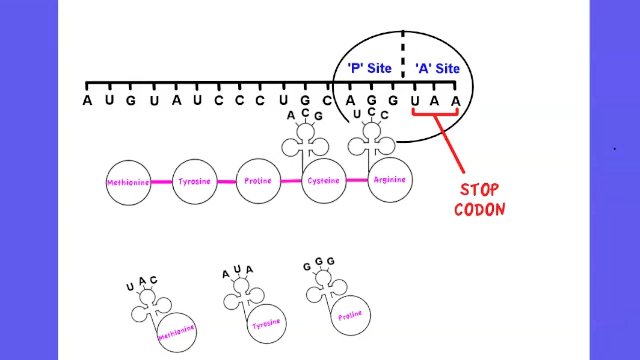 'P' Site 'A' Site
A U G U A U C C C U G C A G G U A A
A C G U C C
Methionine Tyrosine Proline Cysteine Arginine
STOP
CODON
U A C A U A G G G
Methionine Tyrosine Proline